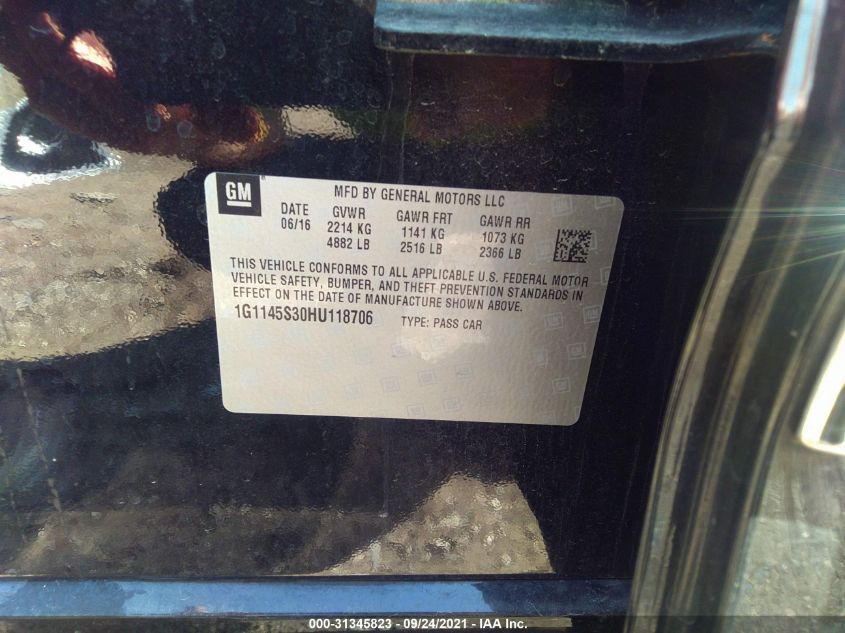 GM
MFD BY GENERAL MOTORS LLC
DATE GVWR GAWR FRT GAWR RR
06/16 2214 KG 1141 KG 1073 KG
4882 LB 2516 LB 2366 LB
THIS VEHICLE CONFORMS TO ALL APPLICABLE U.S. FEDERAL MOTOR
VEHICLE SAFETY, BUMPER, AND THEFT PREVENTION STANDARDS IN
EFFECT ON THE DATE OF MANUFACTURE SHOWN ABOVE.
1G1145S30HU118706 TYPE: PASS CAR
000-31345823 - 09/24/2021 - IAA Inc.